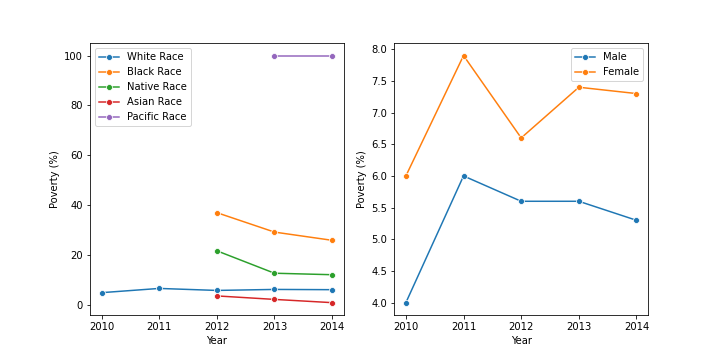 White Race
Black Race
Native Race
Asian Race
Pacific Race
100
80
60
40
20
0
Poverty (%)
2010 2011 2012 2013 2014
Year
Male
Female
8.0
7.5
7.0
6.5
6.0
5.5
5.0
4.5
4.0
Poverty (%)
2010 2011 2012 2013 2014
Year